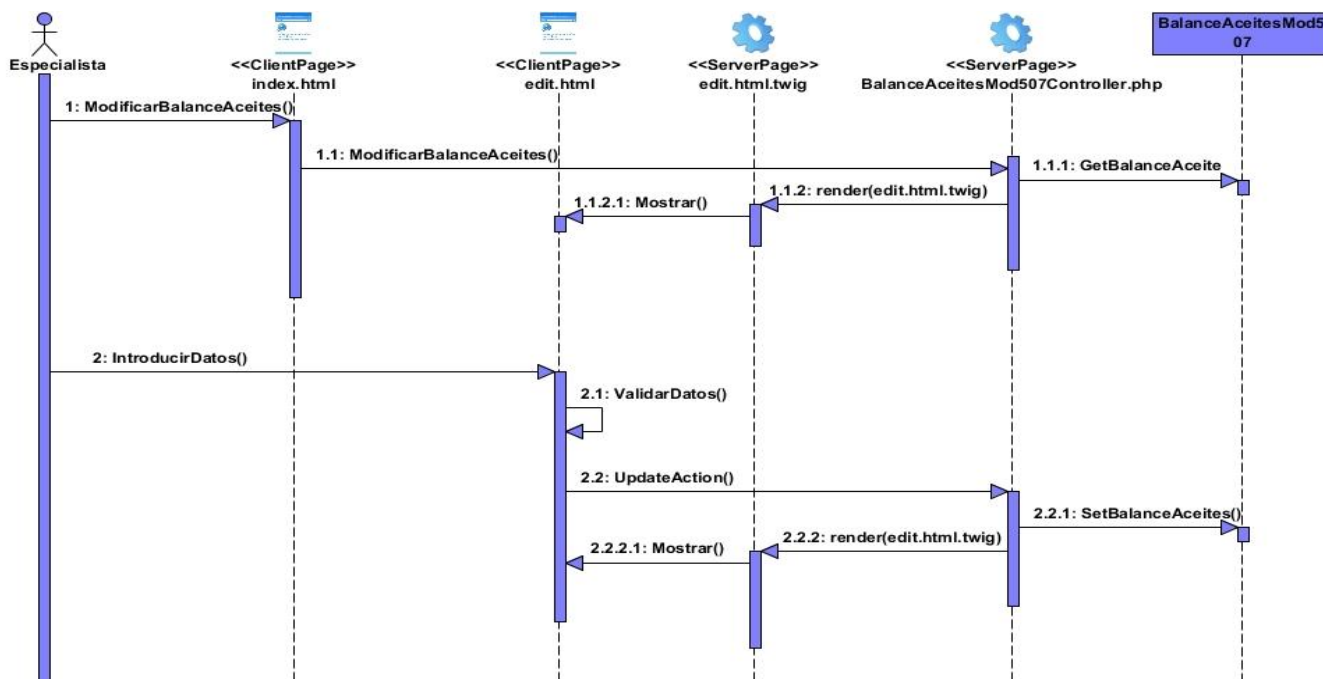 Especialista
<<ClientPage>>
index.html
<<ClientPage>>
edit.html
<<ServerPage>>
edit.html.twig
<<ServerPage>>
BalanceAceitesMod507Controller.php
BalanceAceitesMod5
07
1: ModificarBalanceAceites()
1.1: ModificarBalanceAceites()
1.1.1: GetBalanceAceite
1.1.2: render(edit.html.twig)
1.1.2.1: Mostrar()
2: IntroducirDatos()
2.1: ValidarDatos()
2.2: UpdateAction()
2.2.1: SetBalanceAceites()
2.2.2: render(edit.html.twig)
2.2.2.1: Mostrar()